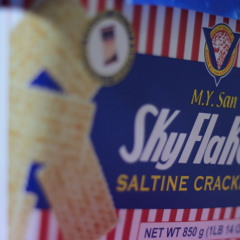 M.Y. San
SkyFlak
SALTINE CRACK
NET WT 850 g (1LB 14 O